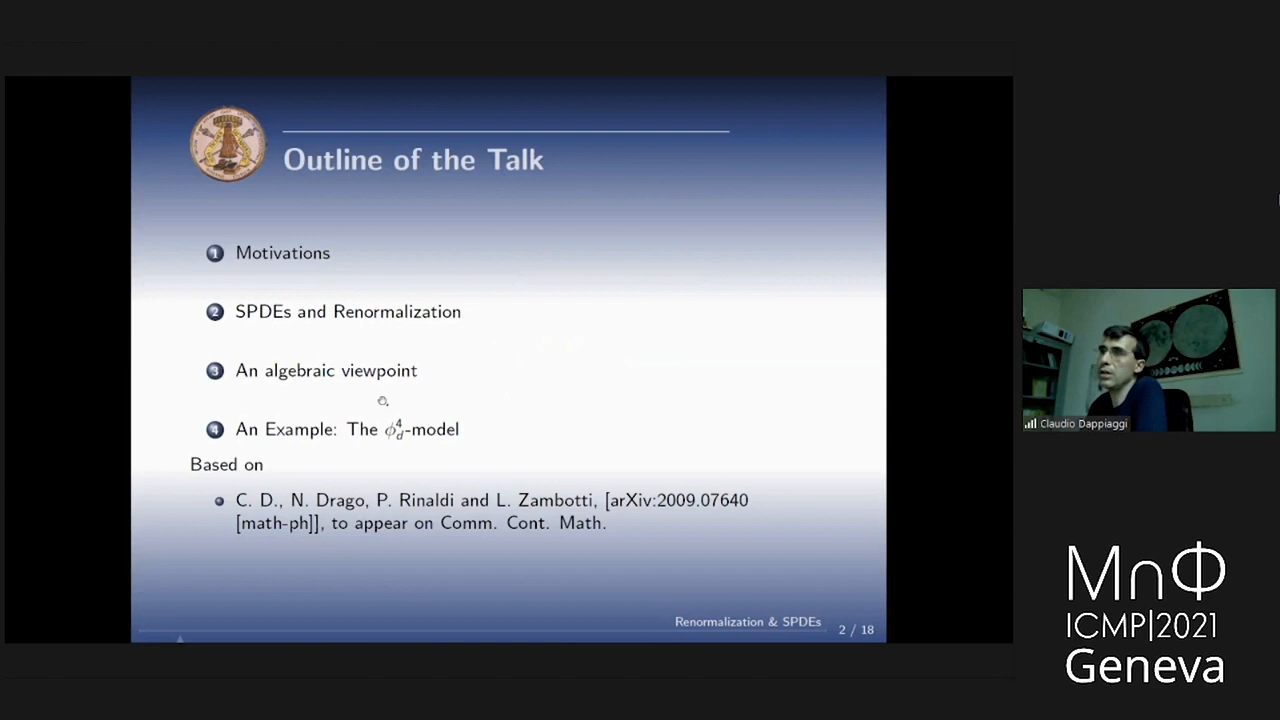 Outline of the Talk
1 Motivations
2 SPDEs and Renormalization
3 An algebraic viewpoint
4 An Example: The ϕ⁴_d-model
Based on
C. D., N. Drago, P. Rinaldi and L. Zambotti, [arXiv:2009.07640
[math-ph]], to appear on Comm. Cont. Math.
Renormalization & SPDEs
2 / 18
Claudio Dappiaggi
M∩Φ
ICMP|2021
Geneva